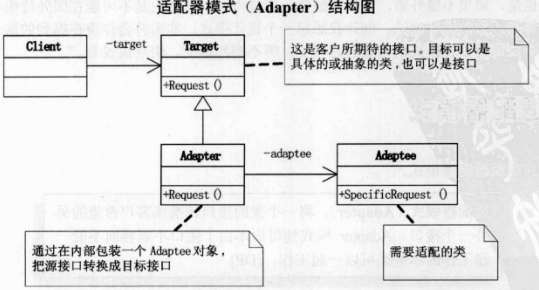 适配器模式(Adapter)结构图
Client
-target
Target
+Request()
这是客户所期待的接口。目标可以是
具体的或抽象的类,也可以是接口
Adapter
+Request()
-adaptee
Adaptee
+SpecificRequest()
通过在内部包装一个 Adaptee 对象,
把源接口转换成目标接口
需要适配的类